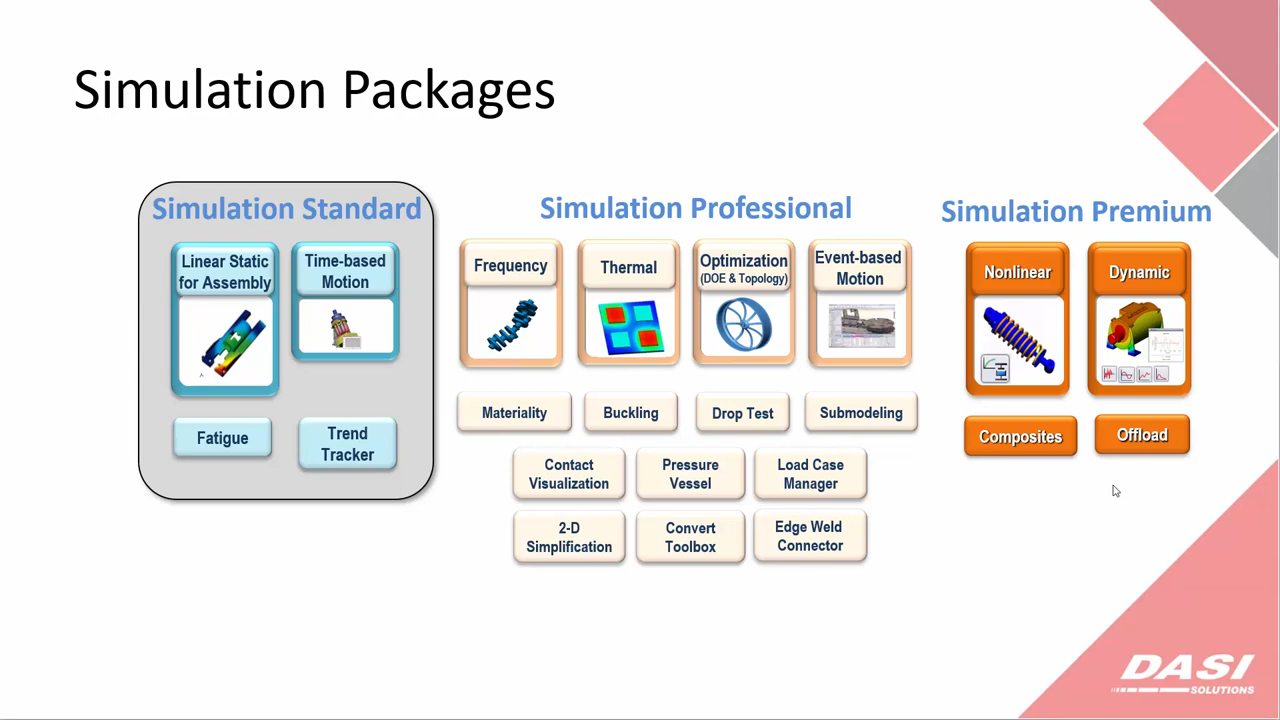 Simulation Packages
Simulation Standard
Linear Static
for Assembly
Time-based
Motion
Fatigue
Trend
Tracker
Simulation Professional
Frequency
Thermal
Optimization
(DOE & Topology)
Event-based
Motion
Materiality
Buckling
Drop Test
Submodeling
Contact
Visualization
Pressure
Vessel
Load Case
Manager
2-D
Simplification
Convert
Toolbox
Edge Weld
Connector
Simulation Premium
Nonlinear
Dynamic
Composites
Offload
DASI
SOLUTIONS